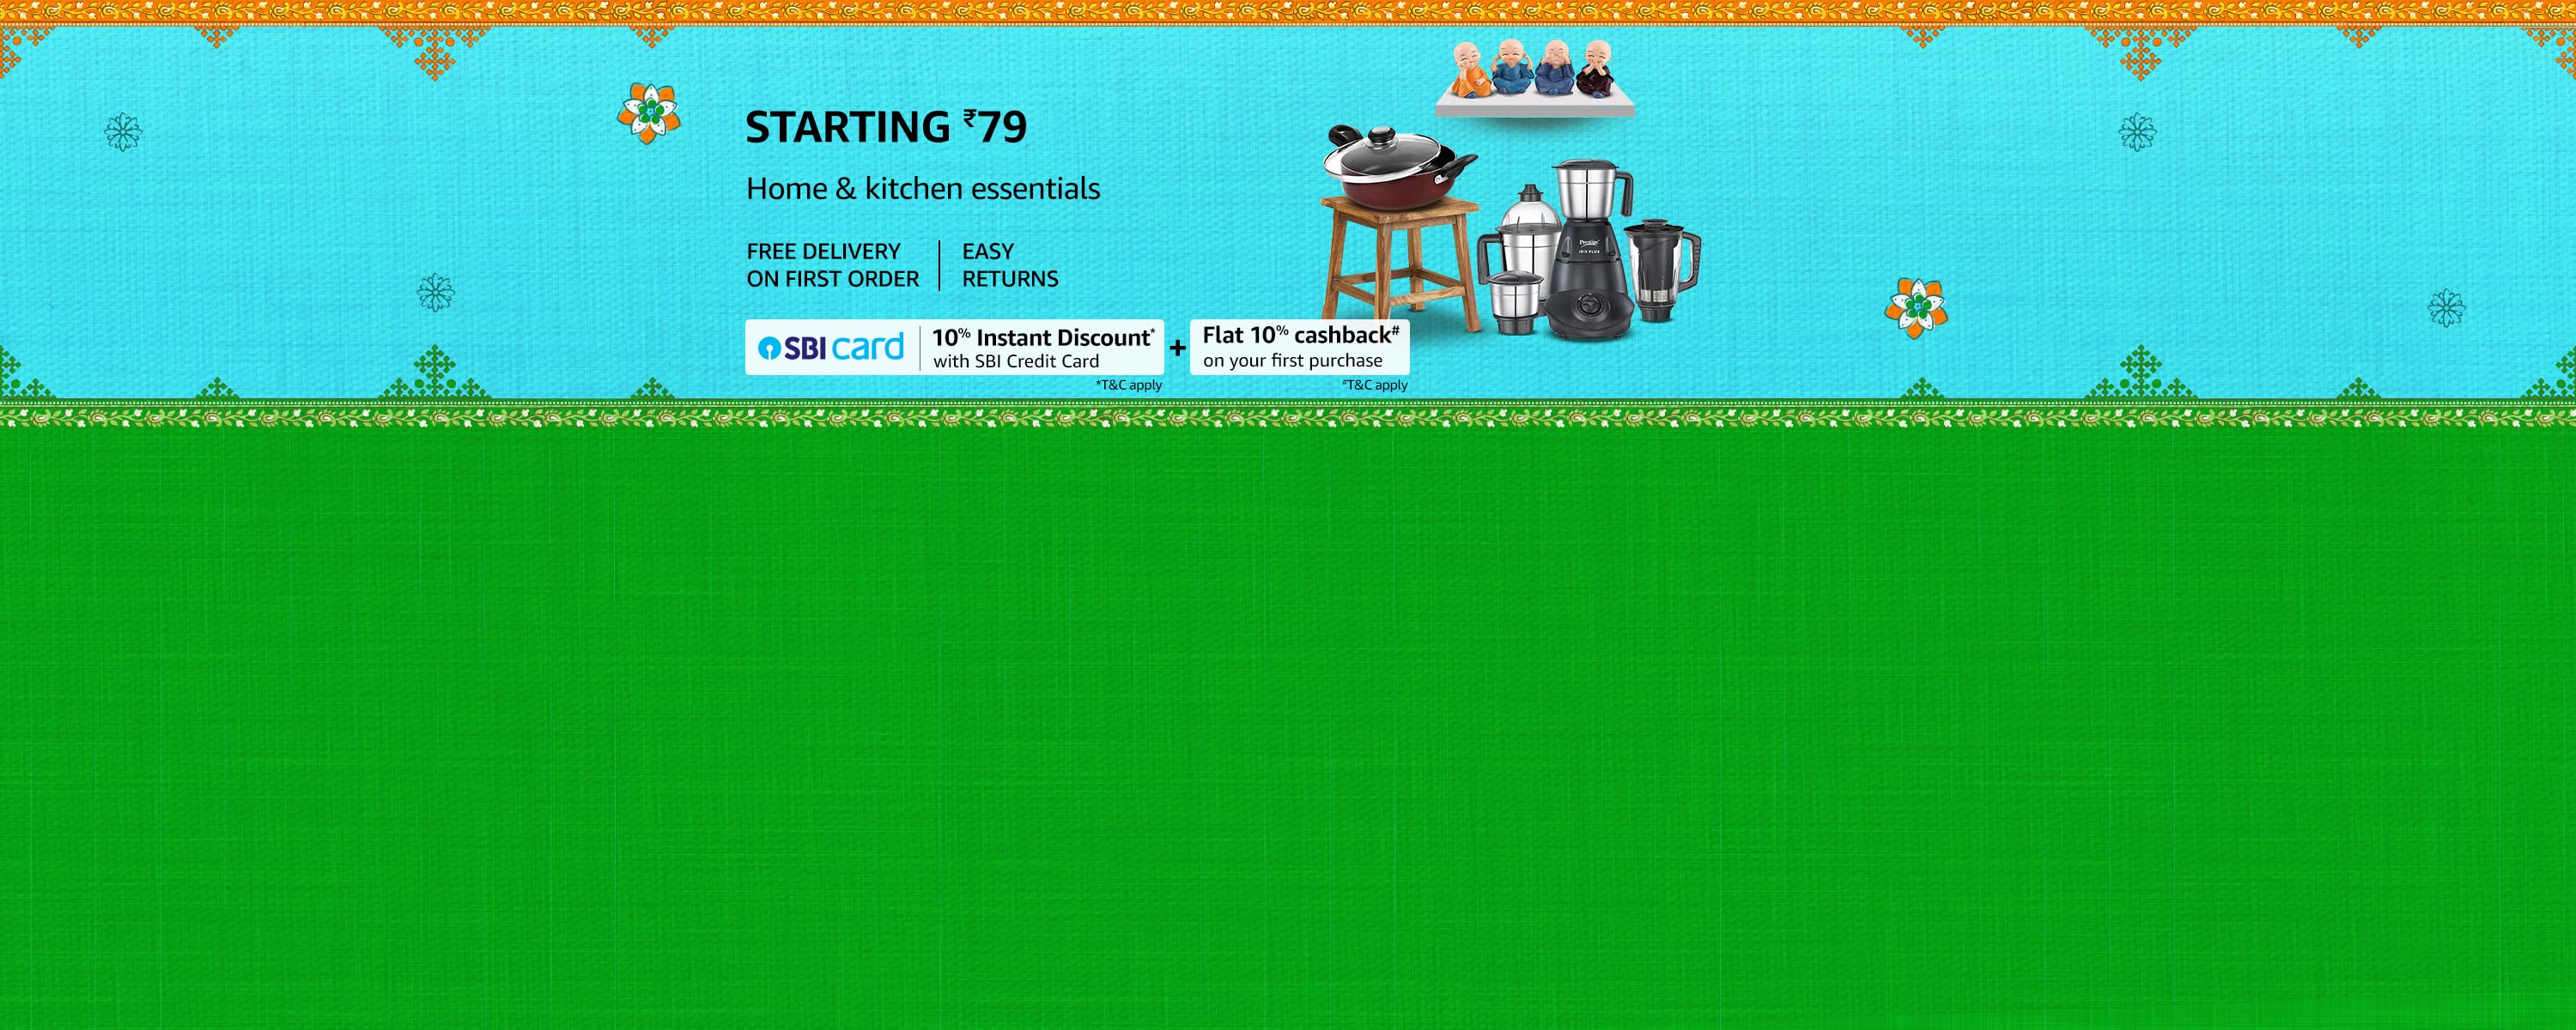 STARTING ₹79
Home & kitchen essentials
FREE DELIVERY
ON FIRST ORDER
EASY
RETURNS
SBI card
10% Instant Discount*
with SBI Credit Card
*T&C apply
+
Flat 10% cashback#
on your first purchase
#T&C apply
Prestige
IRIS PLUS